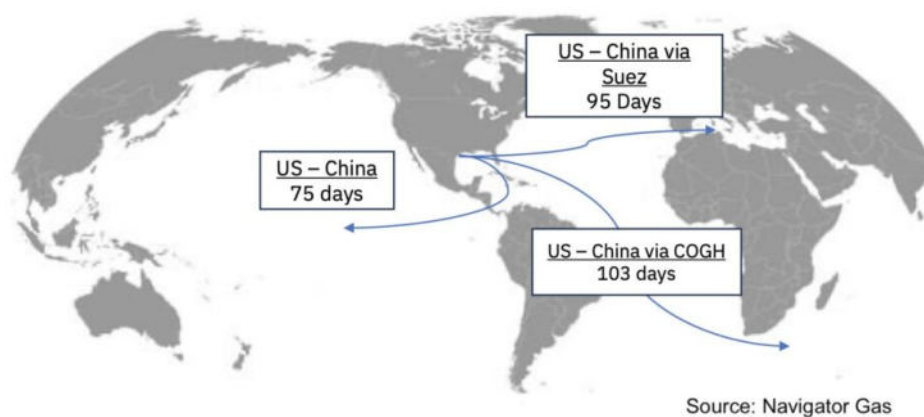 US – China via
Suez
95 Days
US – China
75 days
US – China via COGH
103 days
Source: Navigator Gas